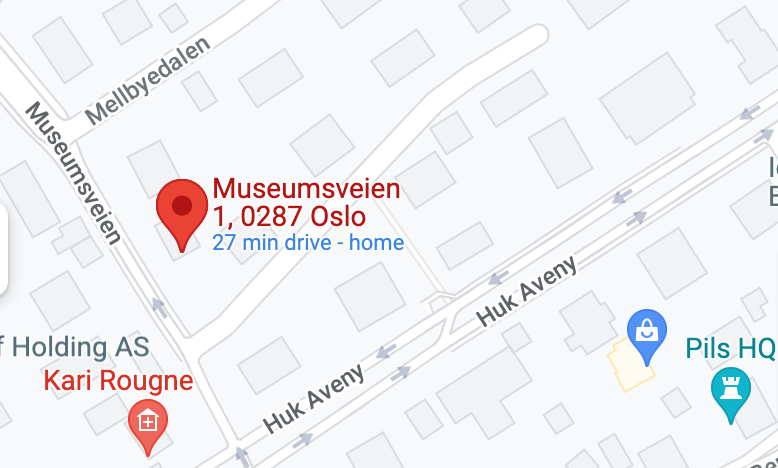 Mellbyedalen
Museumsveien
Museumsveien
1, 0287 Oslo
27 min drive - home
Huk Aveny
f Holding AS
Pils HQ
Kari Rougne
Huk Aveny